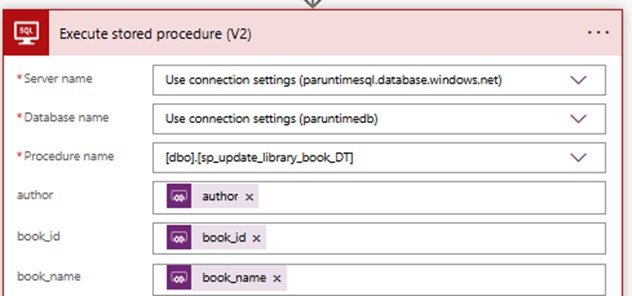 SQL Execute stored procedure (V2) ...
*Server name Use connection settings (paruntimesql.database.windows.net)
*Database name Use connection settings (paruntimedb)
*Procedure name [dbo].[sp_update_library_book_DT]
author author ×
book_id book_id ×
book_name book_name ×